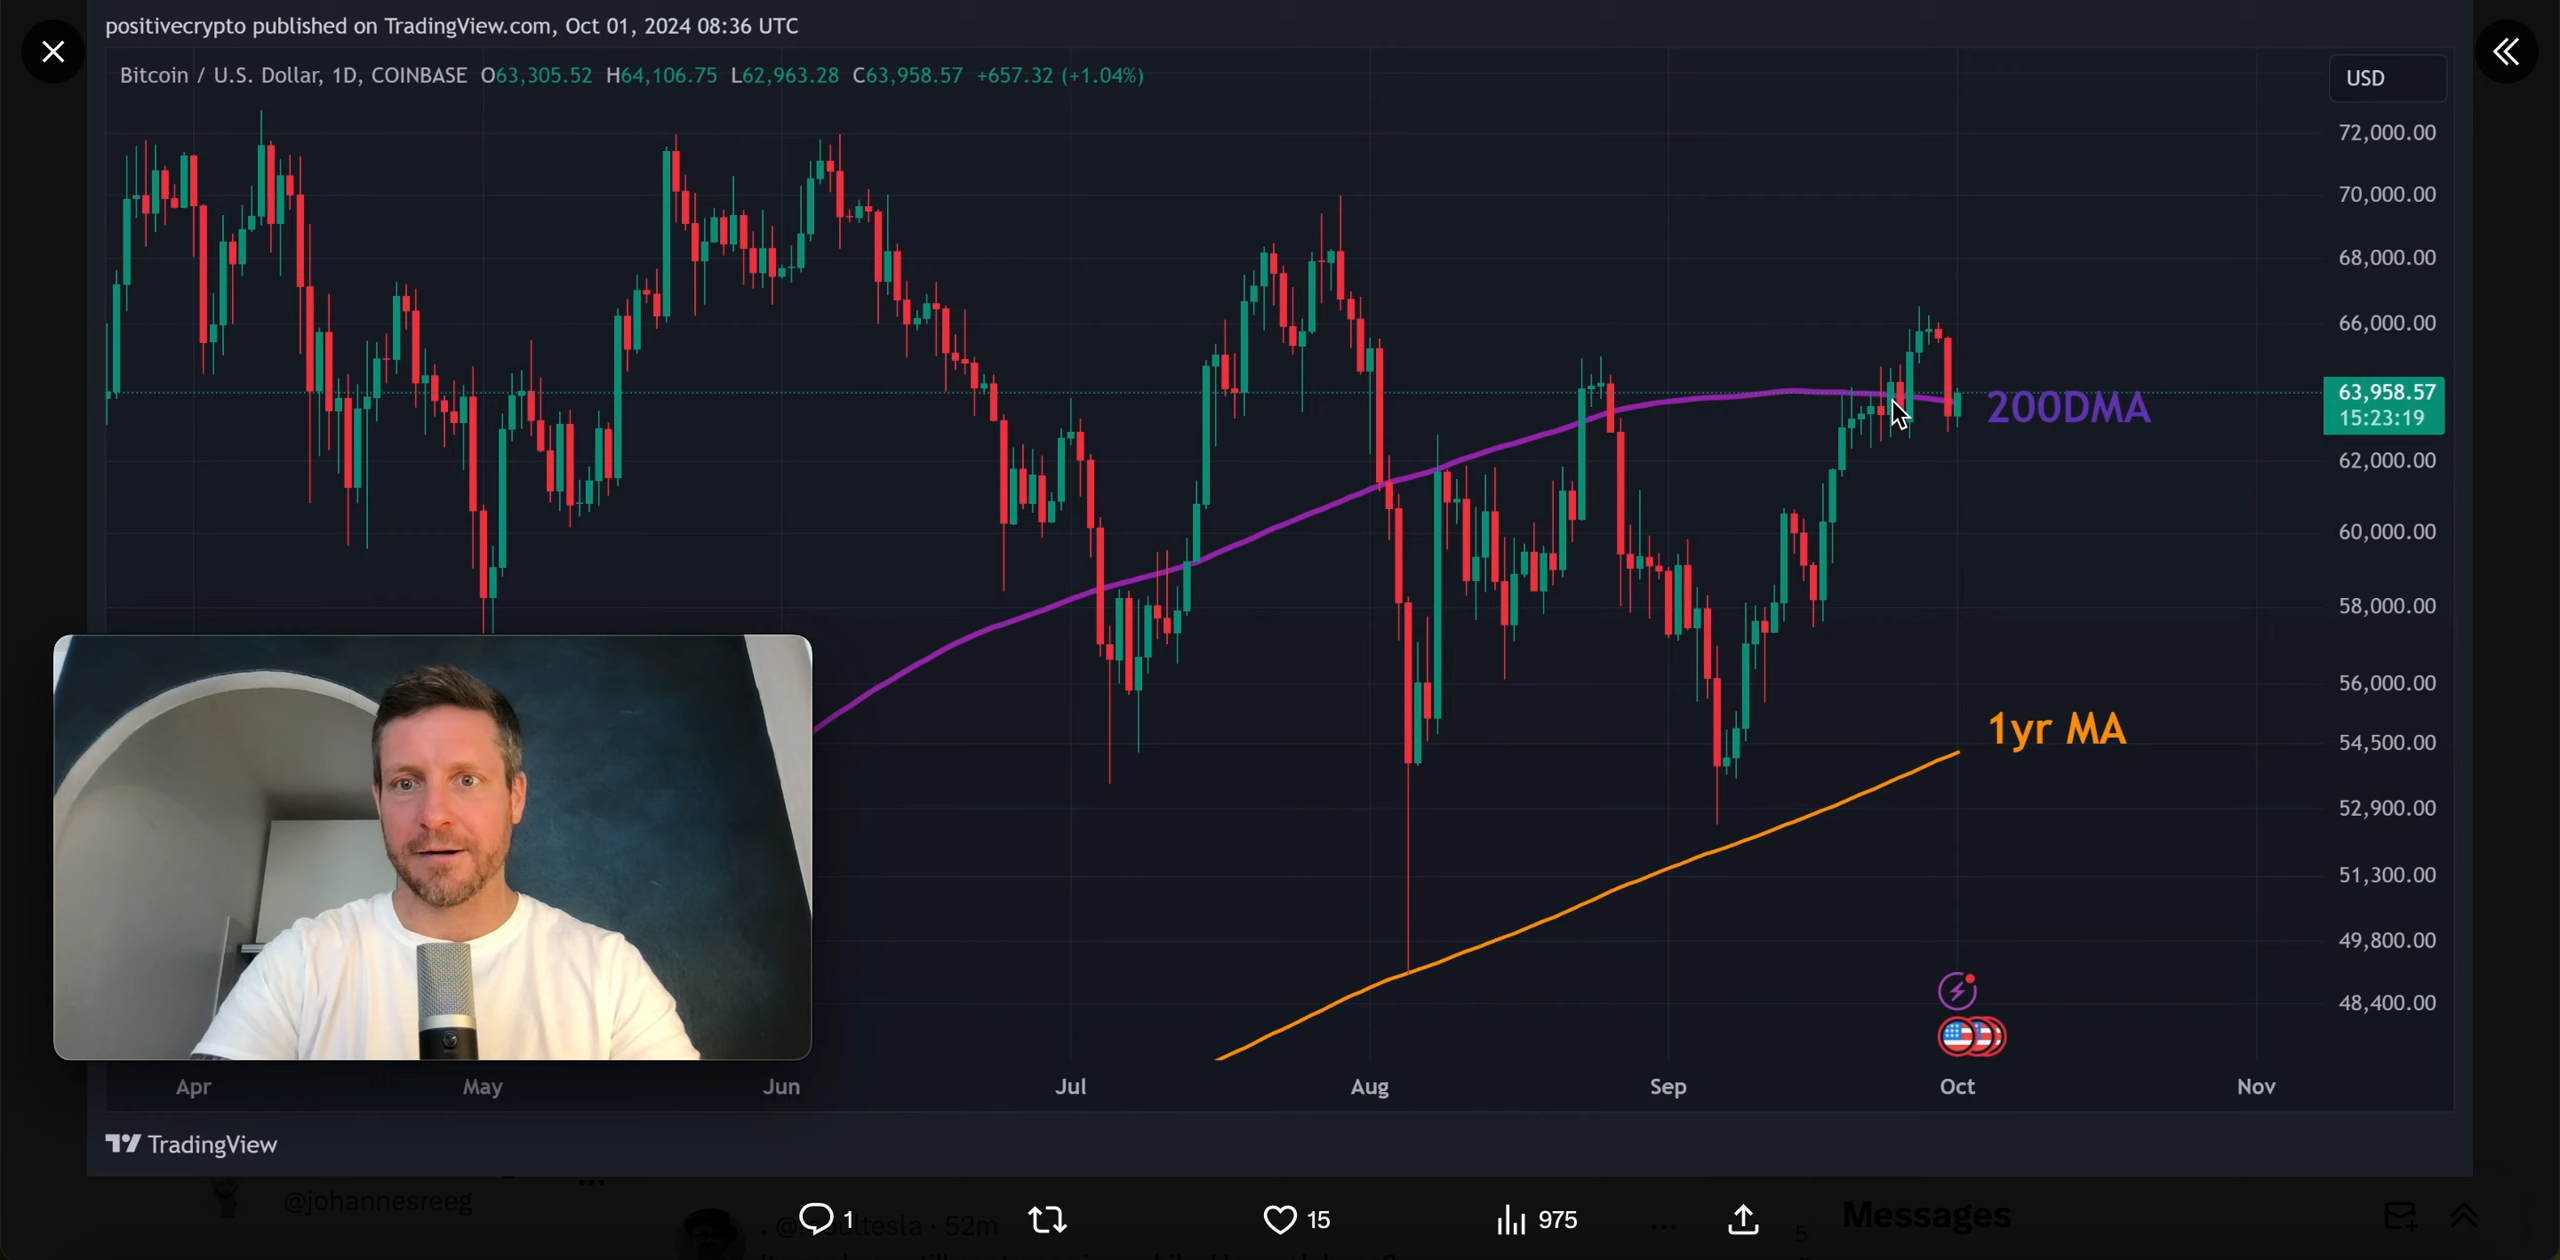 positivecrypto published on TradingView.com, Oct 01, 2024 08:36 UTC
Bitcoin / U.S. Dollar, 1D, COINBASE O63,305.52 H64,106.75 L62,963.28 C63,958.57 +657.32 (+1.04%)
USD
72,000.00
70,000.00
68,000.00
66,000.00
63,958.57
15:23:19
200DMA
62,000.00
60,000.00
58,000.00
56,000.00
1yr MA
54,500.00
52,900.00
51,300.00
49,800.00
48,400.00
Apr May Jun Jul Aug Sep Oct Nov
TradingView
@johannesreeg
1 15 975
52m
Messages
5